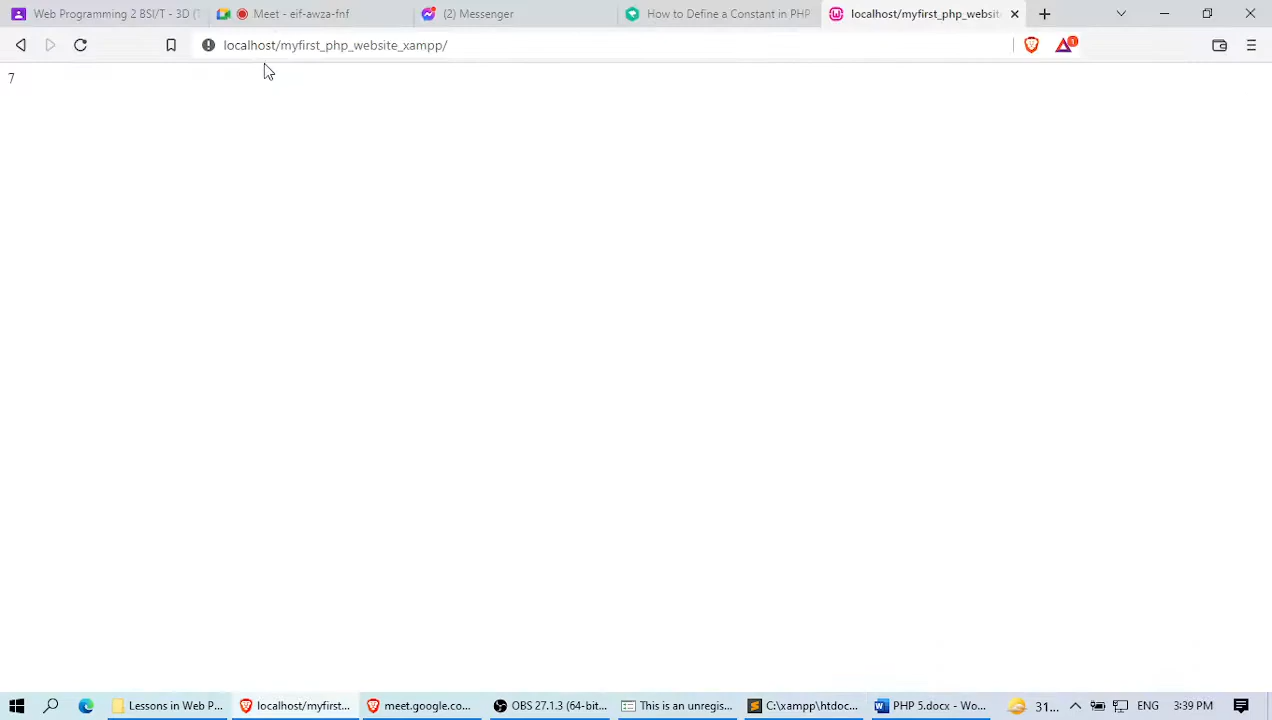 Web Programming 2 BSI/T - 3D (
Meet - eif-awza-fnf
(2) Messenger
How to Define a Constant in PHP
localhost/myfirst_php_websit
localhost/myfirst_php_website_xampp/
1
7
Lessons in Web P...
localhost/myfirst...
meet.google.co...
OBS 27.1.3 (64-bit...
This is an unregis...
C:\xampp\htdoc...
PHP 5.docx - Wo...
31...
ENG
3:39 PM